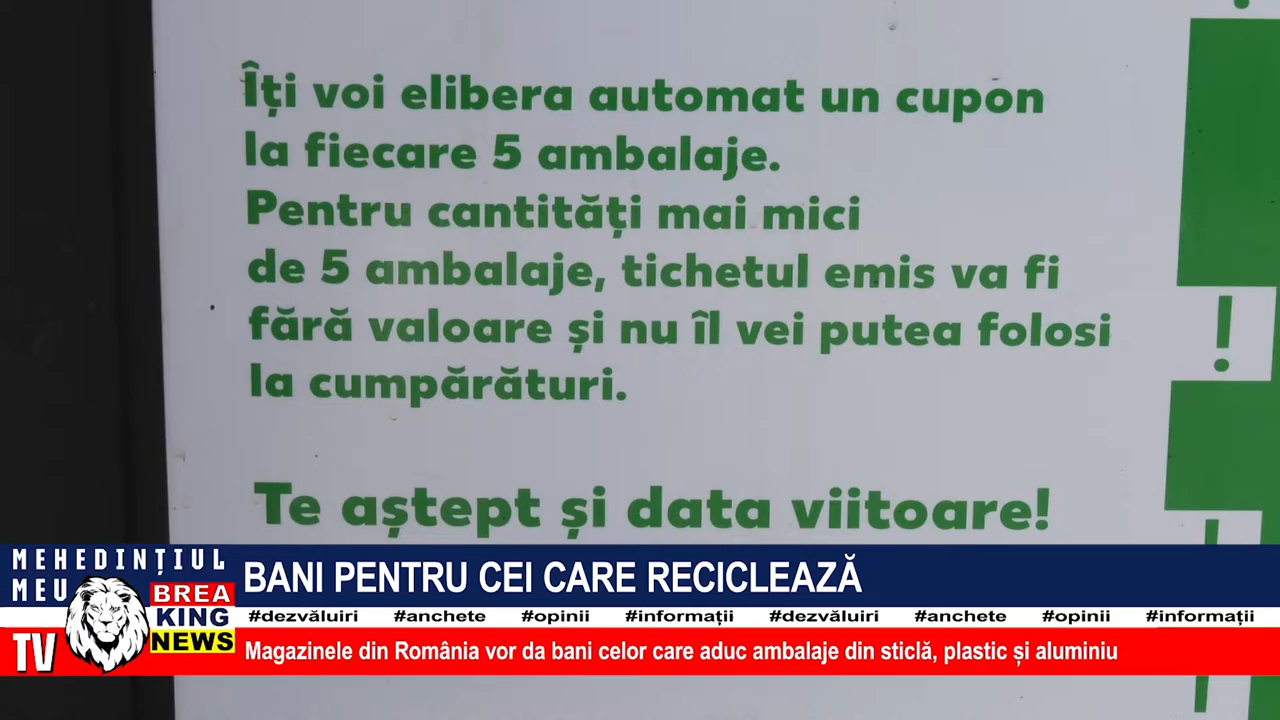 Îți voi elibera automat un cupon
la fiecare 5 ambalaje.
Pentru cantități mai mici
de 5 ambalaje, tichetul emis va fi
fără valoare și nu îl vei putea folosi
la cumpărături.
Te aștept și data viitoare!
MEHEDINȚIUL
MEU
TV
BREA
KING
NEWS
BANI PENTRU CEI CARE RECICLEAZĂ
#dezvăluiri #anchete #opinii #informații #dezvăluiri #anchete #opinii #informații
Magazinele din România vor da bani celor care aduc ambalaje din sticlă, plastic și aluminiu